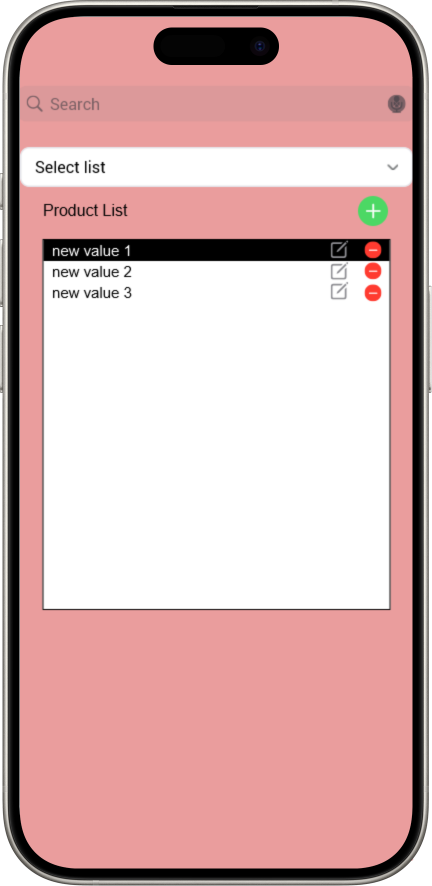 Search
Select list
Product List
new value 1
new value 2
new value 3